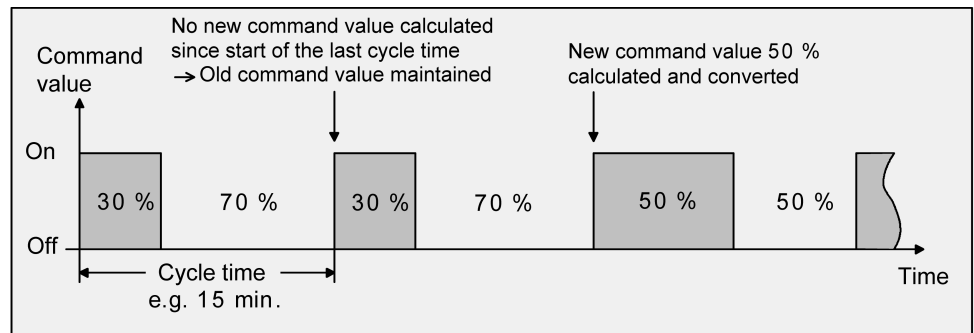 No new command value calculated
since start of the last cycle time
→ Old command value maintained
Command
value
New command value 50 %
calculated and converted
On
30 %
70 %
30 %
70 %
50 %
50 %
Off
Cycle time
e.g. 15 min.
Time